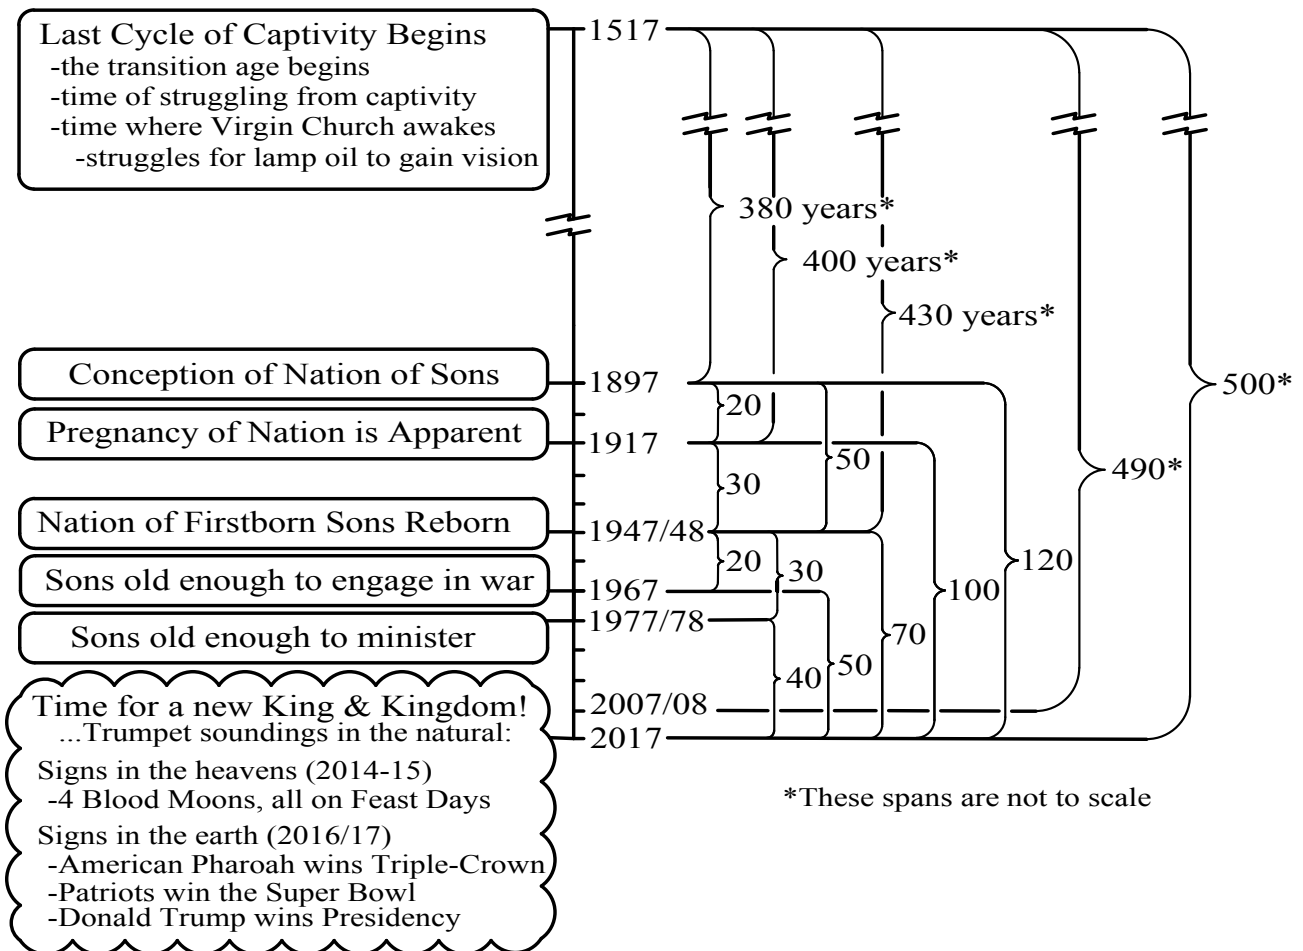 Last Cycle of Captivity Begins
-the transition age begins
-time of struggling from captivity
-time where Virgin Church awakes
-struggles for lamp oil to gain vision
1517
380 years*
400 years*
430 years*
490*
500*
Conception of Nation of Sons
1897
Pregnancy of Nation is Apparent
1917
Nation of Firstborn Sons Reborn
1947/48
Sons old enough to engage in war
1967
1977/78
Sons old enough to minister
20
50
30
20
30
120
100
70
50
40
2007/08
2017
Time for a new King & Kingdom!
...Trumpet soundings in the natural:
Signs in the heavens (2014-15)
-4 Blood Moons, all on Feast Days
Signs in the earth (2016/17)
-American Pharoah wins Triple-Crown
-Patriots win the Super Bowl
-Donald Trump wins Presidency
*These spans are not to scale